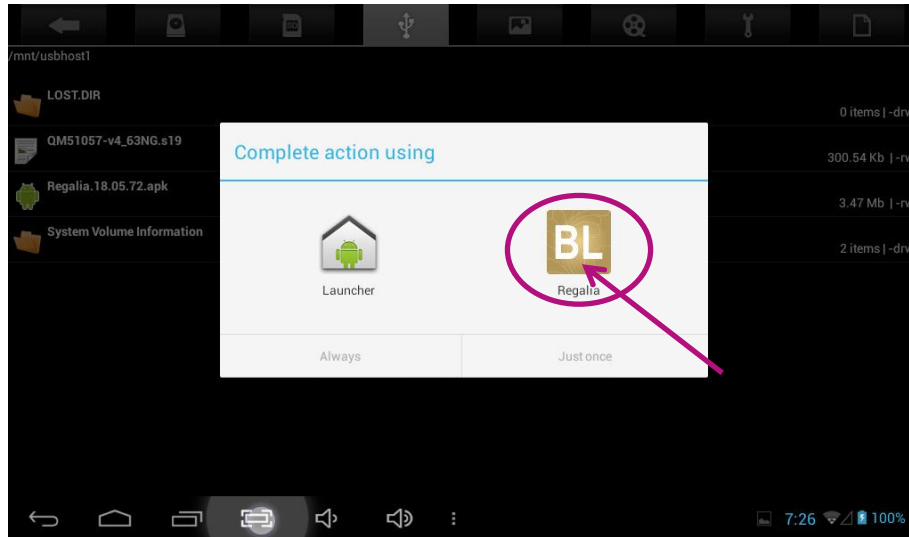 /mnt/usbhost1
LOST.DIR
0 items | -drv
QM51057-v4_63NG.s19
300.54 Kb | -rv
Regalia.18.05.72.apk
3.47 Mb | -rv
System Volume Information
2 items | -drv
Complete action using
BL
Launcher
Regalia
Always
Just once
7:26
100%